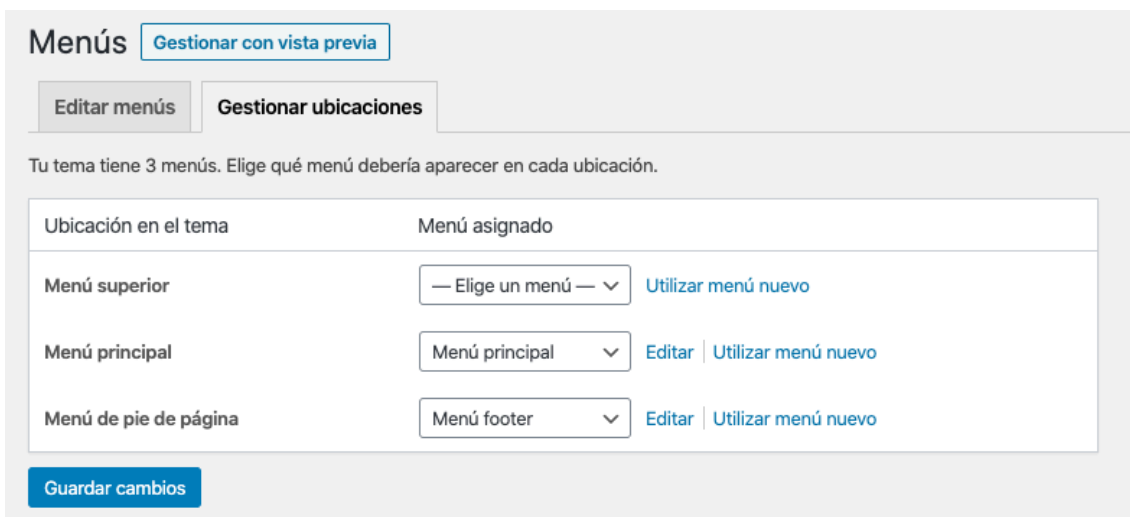 Menús Gestionar con vista previa
Editar menús Gestionar ubicaciones
Tu tema tiene 3 menús. Elige qué menú debería aparecer en cada ubicación.
Ubicación en el tema Menú asignado
Menú superior — Elige un menú — Utilizar menú nuevo
Menú principal Menú principal Editar Utilizar menú nuevo
Menú de pie de página Menú footer Editar Utilizar menú nuevo
Guardar cambios